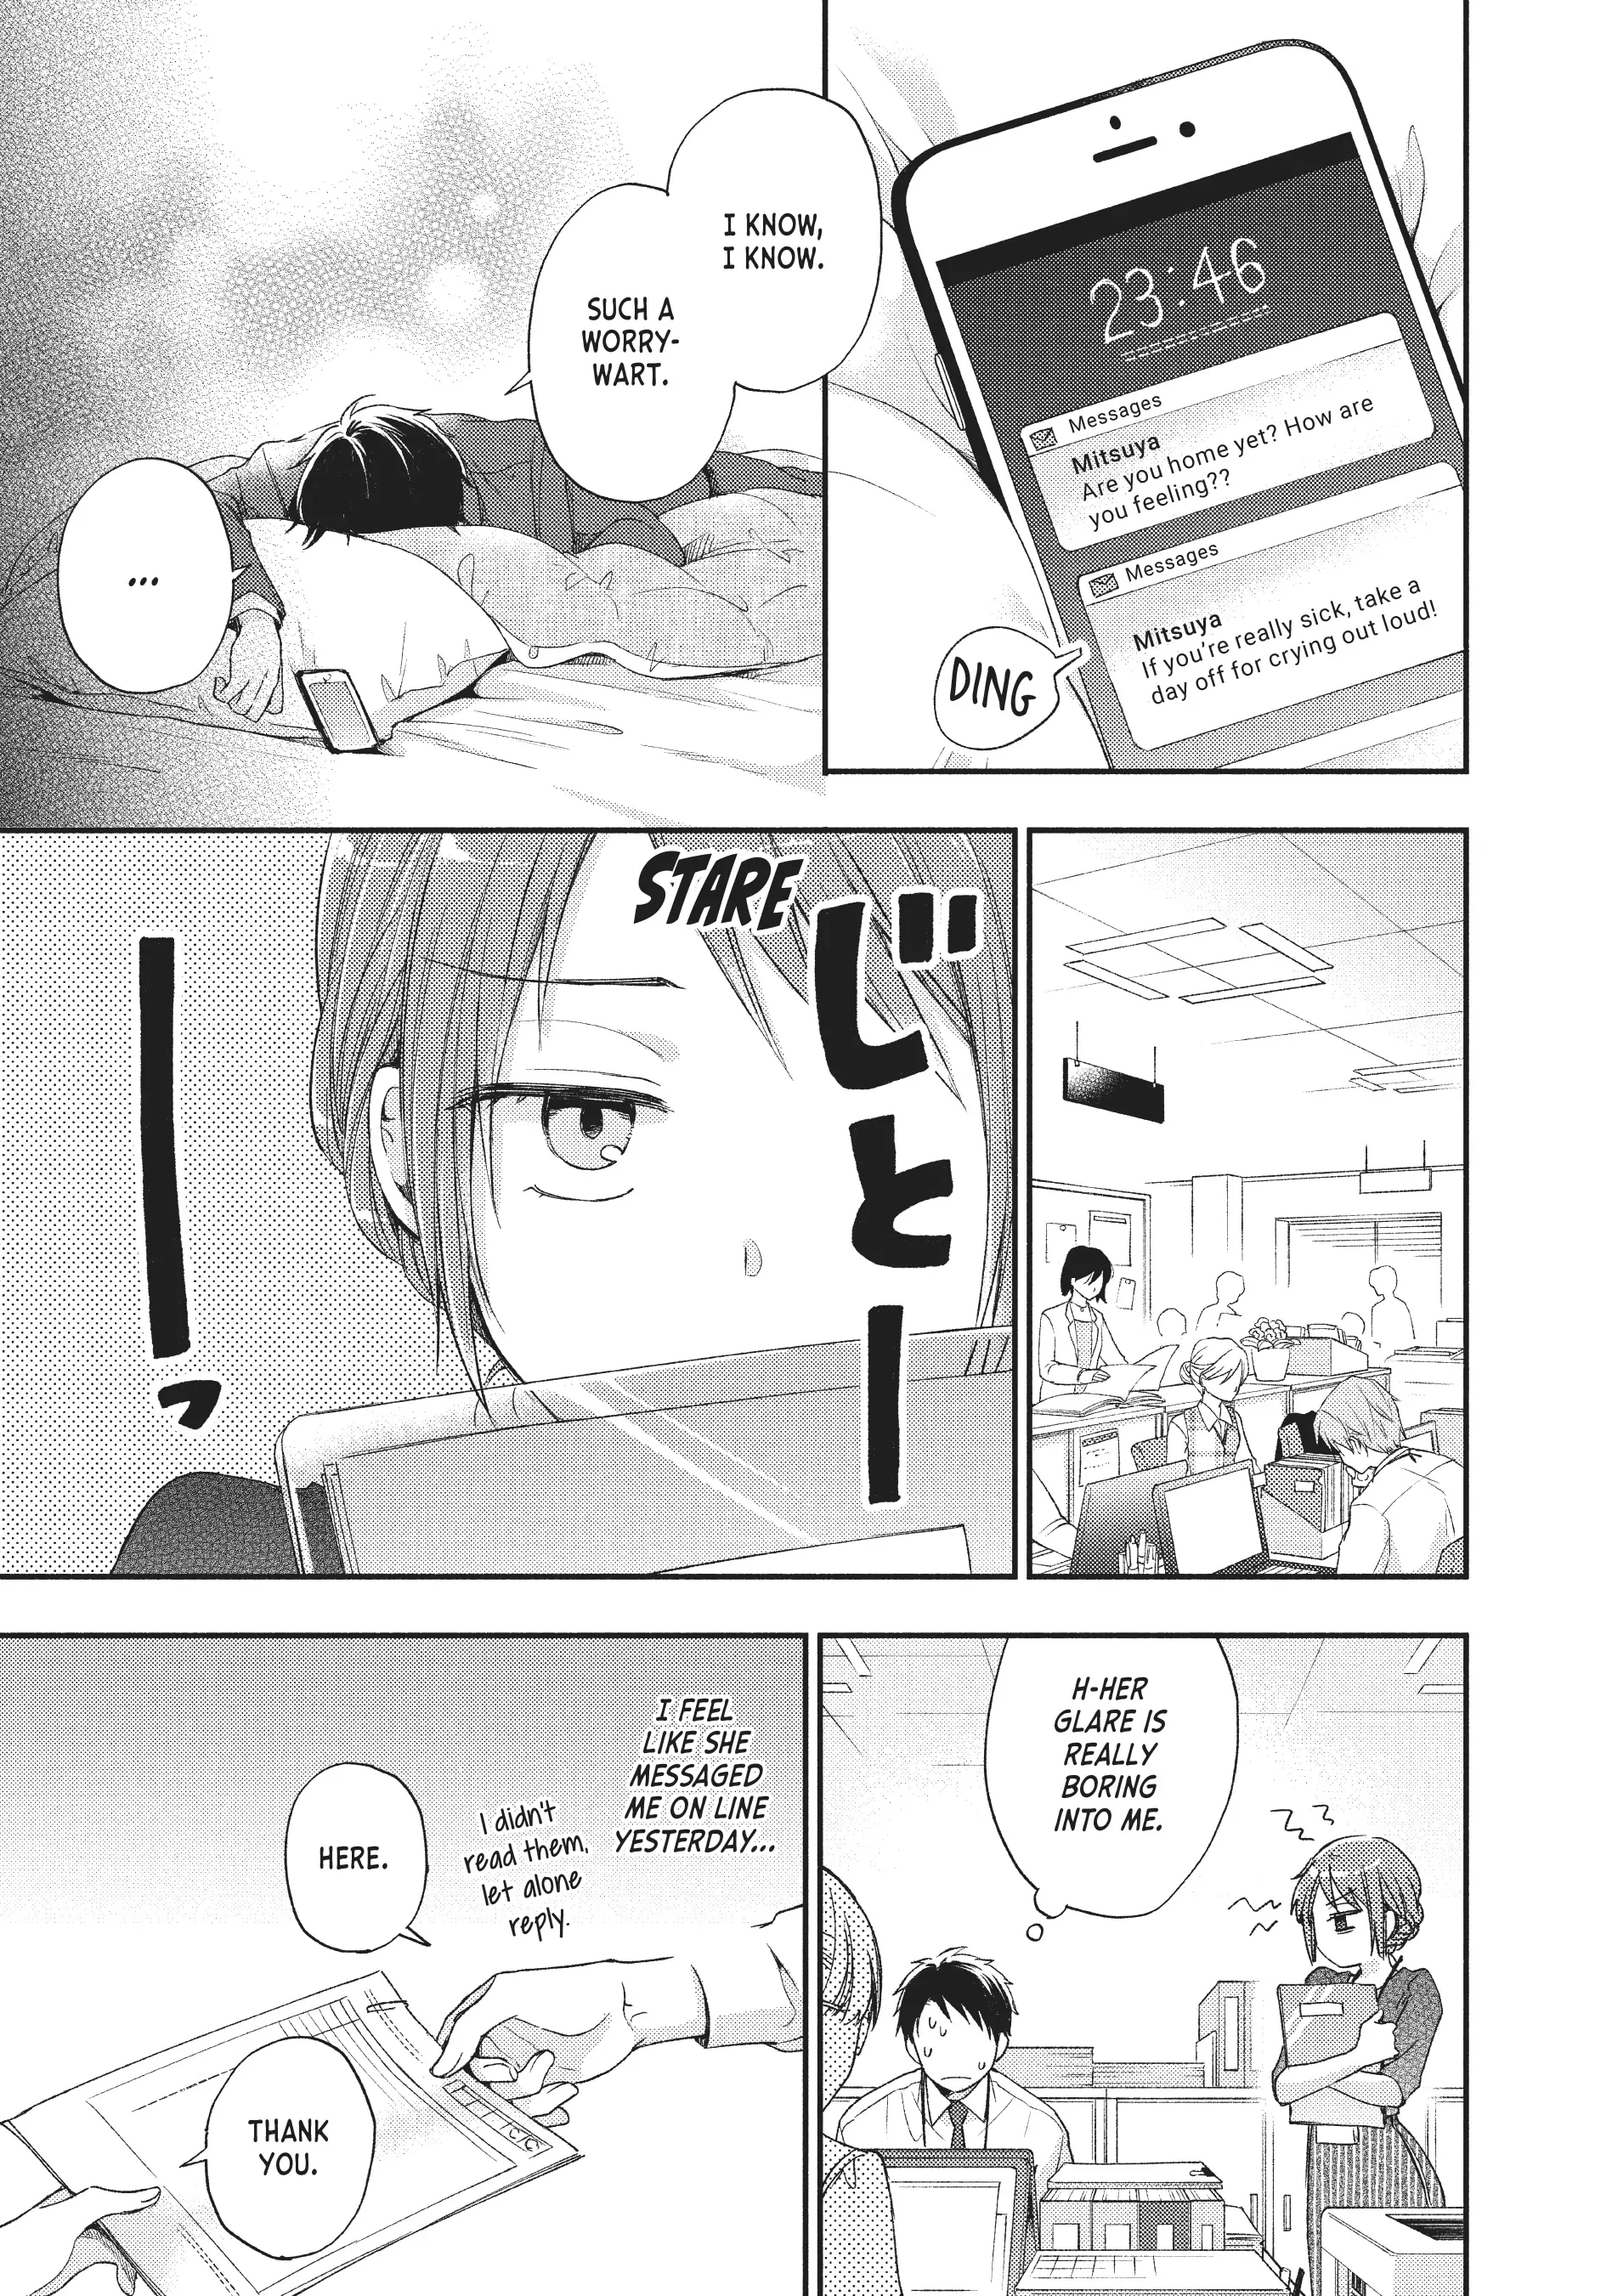 23:46
Messages
Mitsuya
Are you home yet? How are
you feeling??
Messages
Mitsuya
If you're really sick, take a
day off for crying out loud!
DING
I KNOW,
I KNOW.
SUCH A
WORRY-
WART.
...
STARE
じとーーっ
H-HER
GLARE IS
REALLY
BORING
INTO ME.
I FEEL
LIKE SHE
MESSAGED
ME ON LINE
YESTERDAY...
I didn't
read them,
let alone
reply.
HERE.
THANK
YOU.